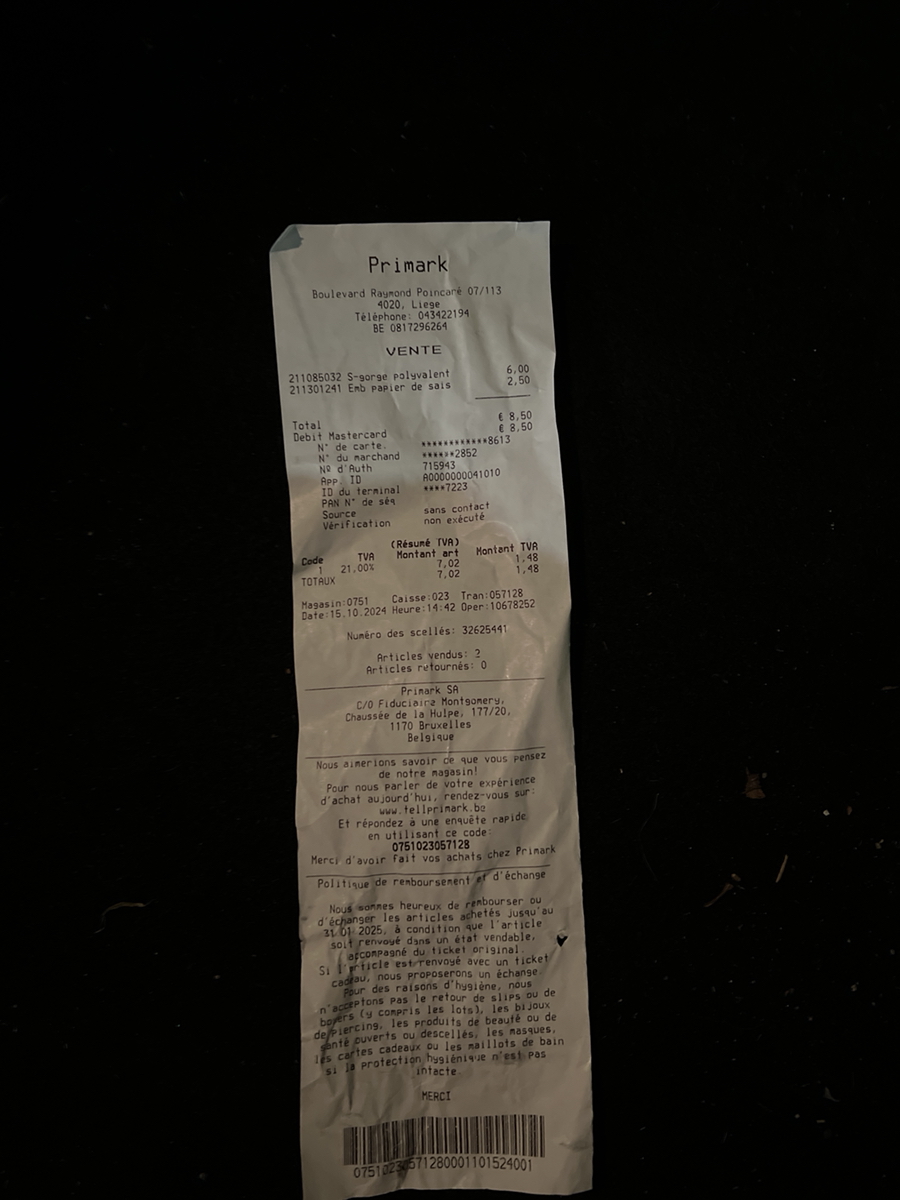 Primark
Boulevard Raymond Poincaré 07/113
4020, Liege
Téléphone: 043422194
BE 0817296264
VENTE
211085032 S-gorge polyvalent 6,00
211301241 Emb papier de sais 2,50
Total € 8,50
Debit Mastercard € 8,50
N° de carte. ************8613
N° du marchand ******2852
Nº d'Auth 715943
App. ID A0000000041010
ID du terminal ****7223
PAN N° de séq
Source sans contact
Vérification non exécuté
(Résumé TVA)
Code TVA Montant art Montant TVA
1 21,00% 7,02 1,48
TOTAUX 7,02 1,48
Magasin:0751 Caisse:023 Tran:057128
Date:15.10.2024 Heure:14:42 Oper:10678252
Numéro des scellés: 32625441
Articles vendus: 2
Articles retournés: 0
Primark SA
C/O Fiduciaire Montgomery,
Chaussée de la Hulpe, 177/20,
1170 Bruxelles
Belgique
Nous aimerions savoir ce que vous pensez
de notre magasin!
Pour nous parler de votre expérience
d'achat aujourd'hui, rendez-vous sur:
www.tellprimark.be
Et répondez à une enquête rapide
en utilisant ce code:
0751023057128
Merci d'avoir fait vos achats chez Primark
Politique de remboursement et d'échange
Nous sommes heureux de rembourser ou
d'échanger les articles achetés jusqu'au
31.01.2025, à condition que l'article
soit renvoyé dans un état vendable,
accompagné du ticket original.
Si l'article est renvoyé avec un ticket
cadeau, nous proposerons un échange.
Pour des raisons d'hygiène, nous
n'acceptons pas le retour de slips ou de
boxers (y compris les lots), les bijoux
de piercing, les produits de beauté ou de
santé ouverts ou descellés, les masques,
les cartes cadeaux ou les maillots de bain
si la protection hygiénique n'est pas
intacte.
MERCI
07510230571280001101524001